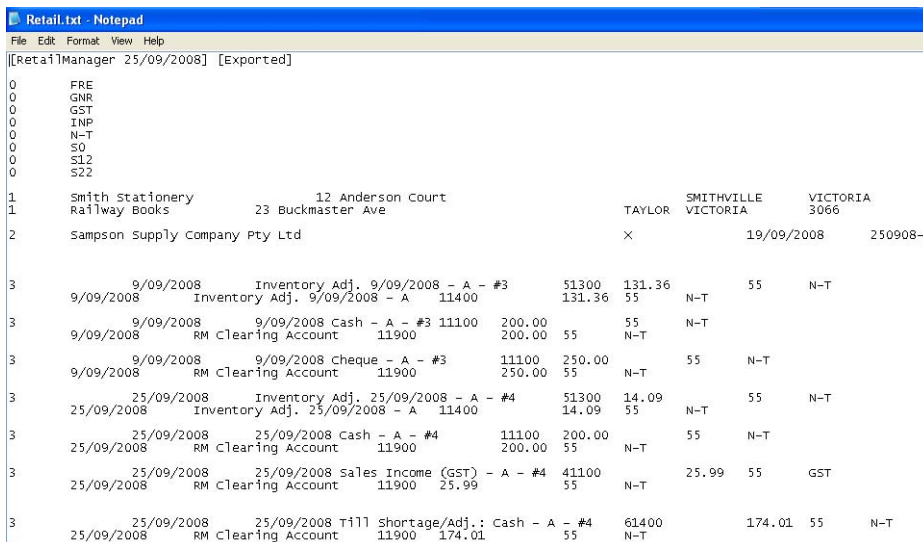 Retail.txt - Notepad
File Edit Format View Help
[RetailManager 25/09/2008] [Exported]
0 FRE
0 GNR
0 GST
0 INP
0 N-T
0 S0
0 S12
0 S22
1 Smith Stationery 12 Anderson Court SMITHVILLE VICTORIA
1 Railway Books 23 Buckmaster Ave TAYLOR VICTORIA 3066
2 Sampson Supply Company Pty Ltd X 19/09/2008 250908-
3 9/09/2008 Inventory Adj. 9/09/2008 - A - #3 51300 131.36 55 N-T
9/09/2008 Inventory Adj. 9/09/2008 - A 11400 131.36 55 N-T
3 9/09/2008 9/09/2008 Cash - A - #3 11100 200.00 55 N-T
9/09/2008 RM Clearing Account 11900 200.00 55 N-T
3 9/09/2008 9/09/2008 Cheque - A - #3 11100 250.00 55 N-T
9/09/2008 RM Clearing Account 11900 250.00 55 N-T
3 25/09/2008 Inventory Adj. 25/09/2008 - A - #4 51300 14.09 55 N-T
25/09/2008 Inventory Adj. 25/09/2008 - A 11400 14.09 55 N-T
3 25/09/2008 25/09/2008 Cash - A - #4 11100 200.00 55 N-T
25/09/2008 RM Clearing Account 11900 200.00 55 N-T
3 25/09/2008 25/09/2008 Sales Income (GST) - A - #4 41100 25.99 55 GST
25/09/2008 RM Clearing Account 11900 25.99 55 N-T
3 25/09/2008 25/09/2008 Till Shortage/Adj.: Cash - A - #4 61400 174.01 55 N-T
25/09/2008 RM Clearing Account 11900 174.01 55 N-T